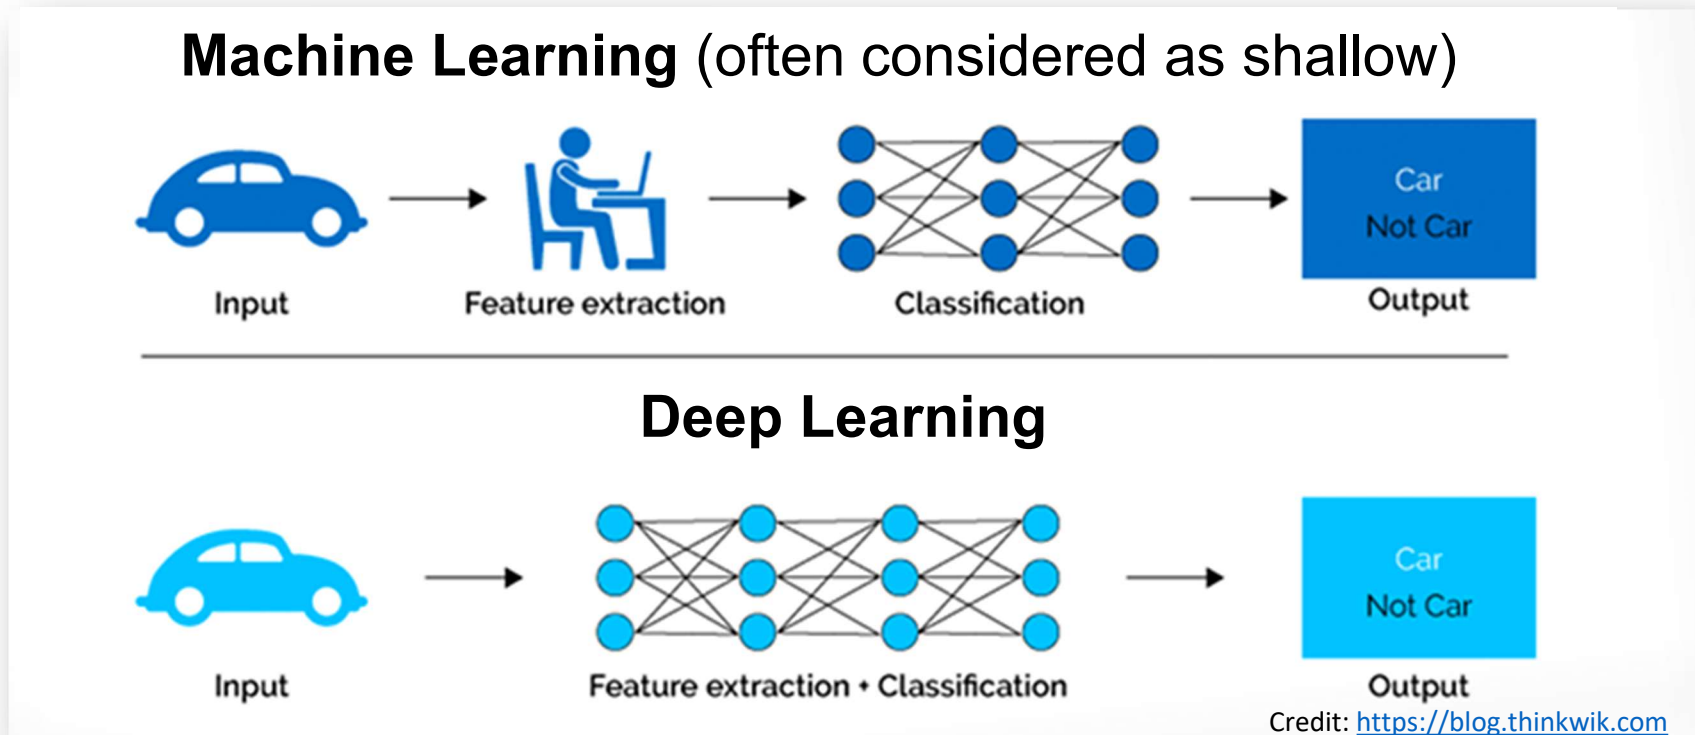 Machine Learning (often considered as shallow)
Car
Not Car
Input
Feature extraction
Classification
Output
Deep Learning
Car
Not Car
Input
Feature extraction + Classification
Output
Credit: https://blog.thinkwik.com